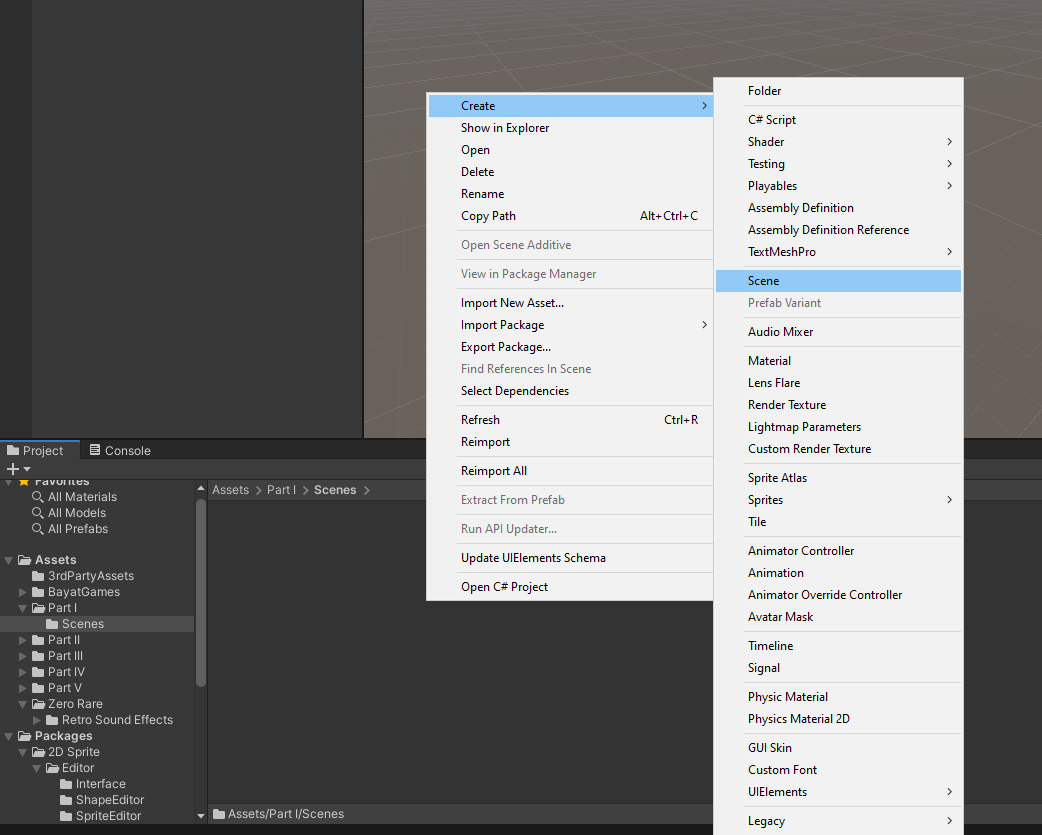 Create
Show in Explorer
Open
Delete
Rename
Copy Path Alt+Ctrl+C
Open Scene Additive
View in Package Manager
Import New Asset...
Import Package
Export Package...
Find References In Scene
Select Dependencies
Refresh Ctrl+R
Reimport
Reimport All
Extract From Prefab
Run API Updater...
Update UIElements Schema
Open C# Project
Folder
C# Script
Shader
Testing
Playables
Assembly Definition
Assembly Definition Reference
TextMeshPro
Scene
Prefab Variant
Audio Mixer
Material
Lens Flare
Render Texture
Lightmap Parameters
Custom Render Texture
Sprite Atlas
Sprites
Tile
Animator Controller
Animation
Animator Override Controller
Avatar Mask
Timeline
Signal
Physic Material
Physics Material 2D
GUI Skin
Custom Font
UIElements
Legacy
Project Console
Favorites
All Materials
All Models
All Prefabs
Assets
3rdPartyAssets
BayatGames
Part I
Scenes
Part II
Part III
Part IV
Part V
Zero Rare
Retro Sound Effects
Packages
2D Sprite
Editor
Interface
ShapeEditor
SpriteEditor
Assets > Part I > Scenes >
Assets/Part I/Scenes